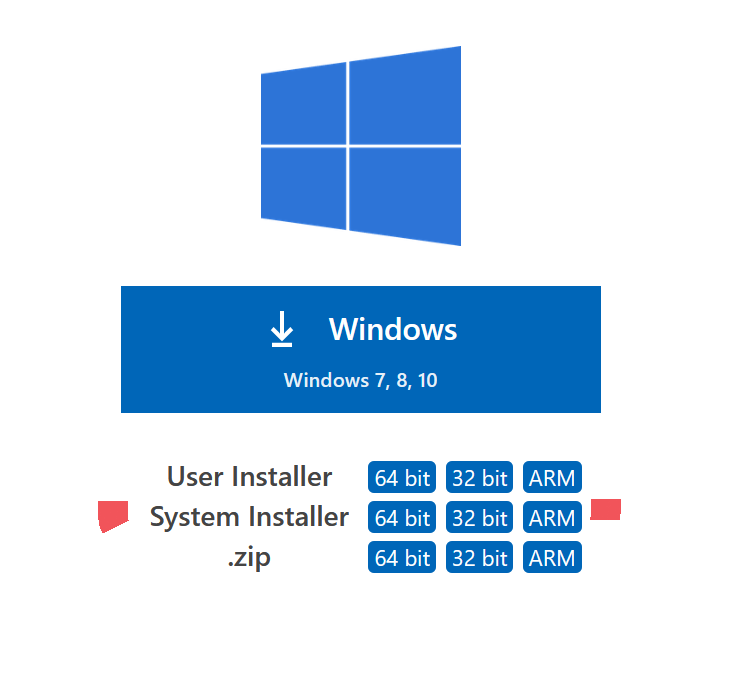 Windows
Windows 7, 8, 10
User Installer 64 bit 32 bit ARM
System Installer 64 bit 32 bit ARM
.zip 64 bit 32 bit ARM